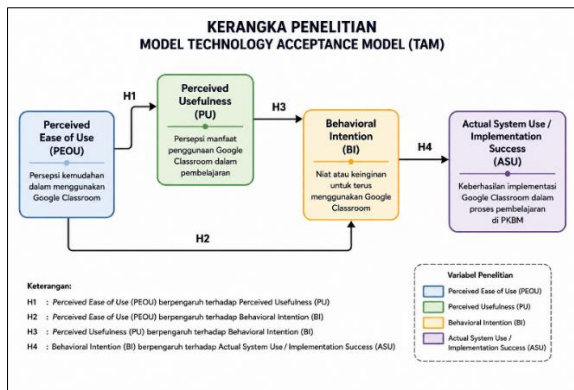 KERANGKA PENELITIAN
MODEL TECHNOLOGY ACCEPTANCE MODEL (TAM)
H1
H3
H4
H2
Perceived
Ease of Use
(PEOU)
Persepsi kemudahan
dalam menggunakan
Google Classroom
Perceived
Usefulness
(PU)
Persepsi manfaat
penggunaan Google
Classroom dalam
pembelajaran
Behavioral
Intention
(BI)
Niat atau keinginan
untuk terus
menggunakan Google
Classroom
Actual System Use /
Implementation
Success
(ASU)
Keberhasilan implementasi
Google Classroom dalam
proses pembelajaran
di PKBM
Keterangan:
H1 : Perceived Ease of Use (PEOU) berpengaruh terhadap Perceived Usefulness (PU)
H2 : Perceived Ease of Use (PEOU) berpengaruh terhadap Behavioral Intention (BI)
H3 : Perceived Usefulness (PU) berpengaruh terhadap Behavioral Intention (BI)
H4 : Behavioral Intention (BI) berpengaruh terhadap Actual System Use / Implementation Success (ASU)
Variabel Penelitian
Perceived Ease of Use (PEOU)
Perceived Usefulness (PU)
Behavioral Intention (BI)
Actual System Use /
Implementation Success (ASU)